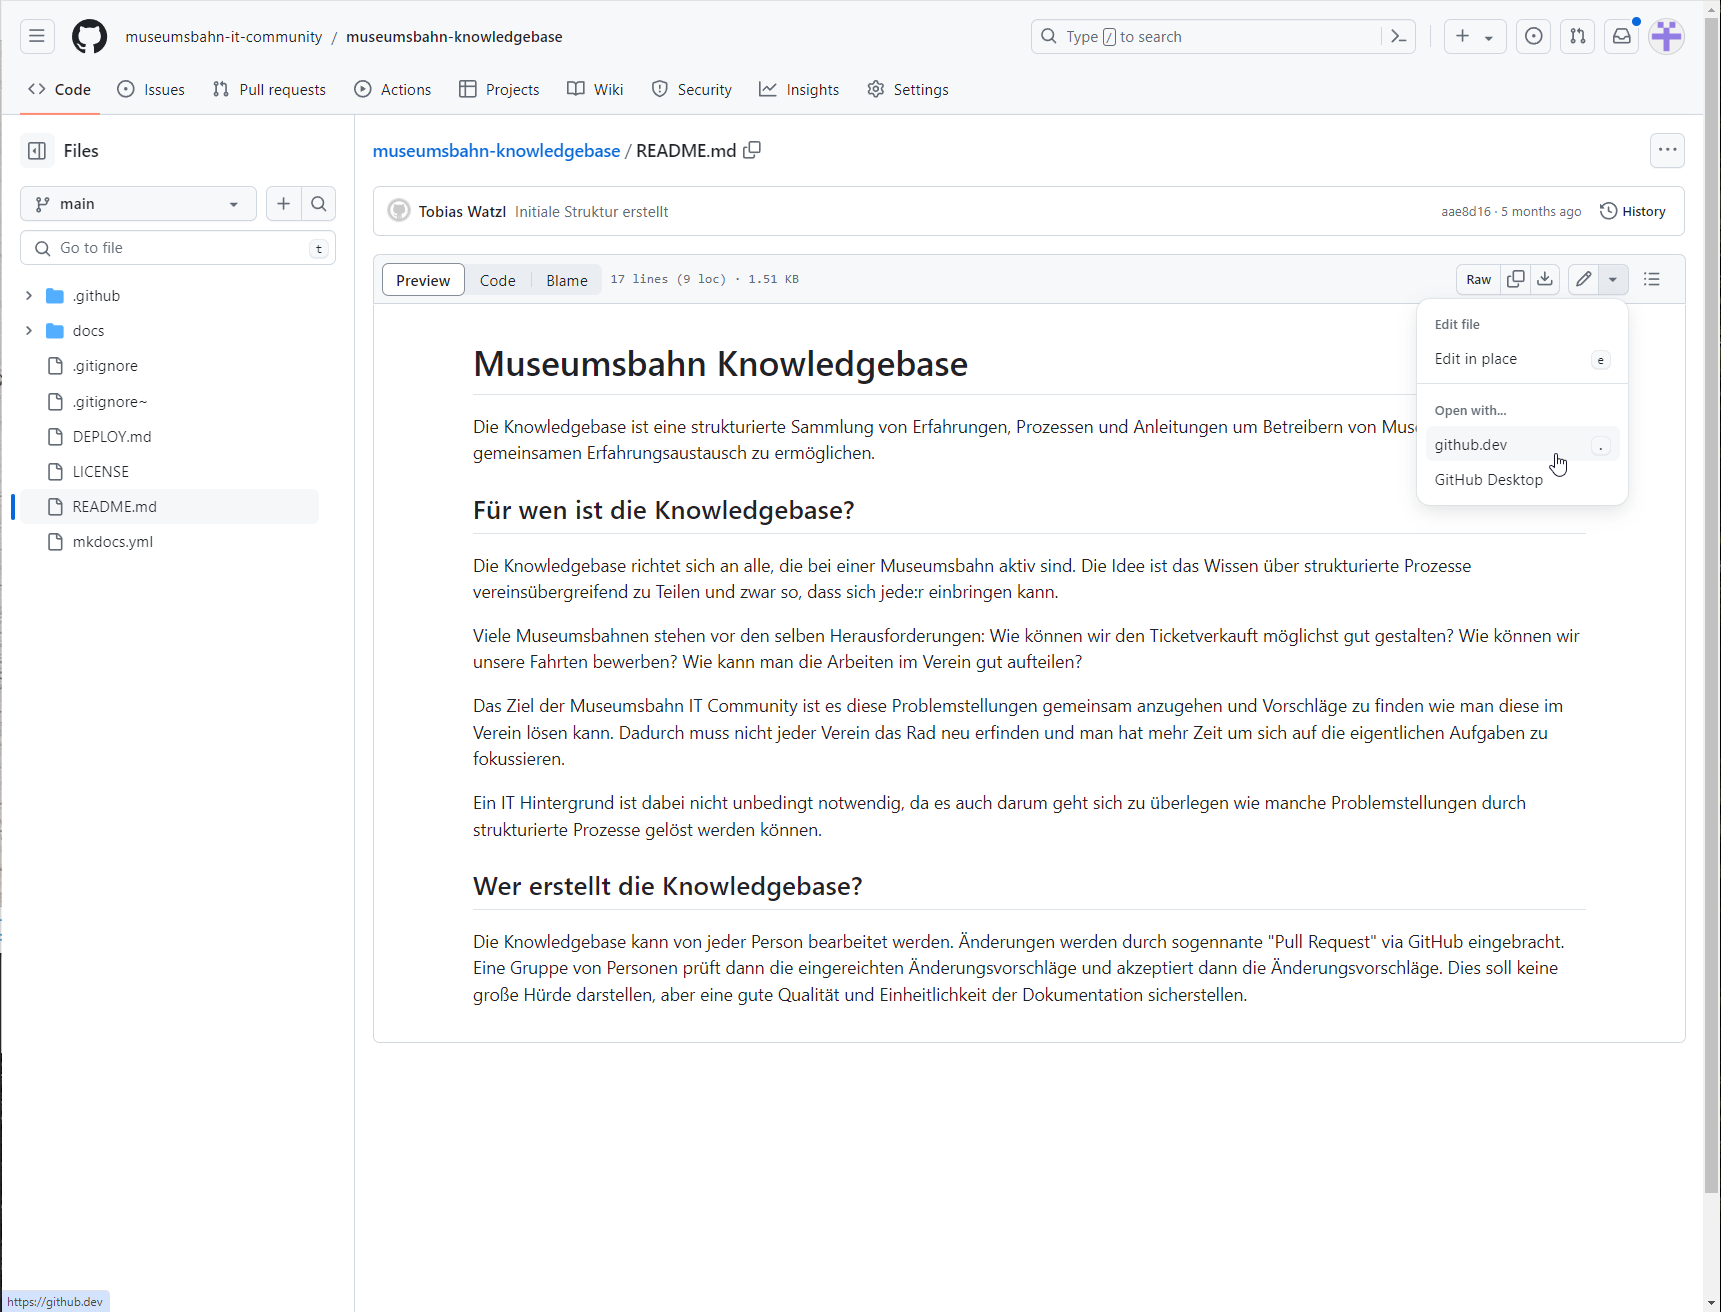 museumsbahn-it-community / museumsbahn-knowledgebase
Type / to search
Code Issues Pull requests Actions Projects Wiki Security Insights Settings
Files
main
Go to file t
.github
docs
.gitignore
.gitignore~
DEPLOY.md
LICENSE
README.md
mkdocs.yml
museumsbahn-knowledgebase / README.md
Tobias Watzl Initiale Struktur erstellt aae8d16 · 5 months ago History
Preview Code Blame 17 lines (9 loc) · 1.51 KB Raw
Edit file
Edit in place e
Open with...
github.dev .
GitHub Desktop
Museumsbahn Knowledgebase
Die Knowledgebase ist eine strukturierte Sammlung von Erfahrungen, Prozessen und Anleitungen um Betreibern von Muse
gemeinsamen Erfahrungsaustausch zu ermöglichen.
Für wen ist die Knowledgebase?
Die Knowledgebase richtet sich an alle, die bei einer Museumsbahn aktiv sind. Die Idee ist das Wissen über strukturierte Prozesse
vereinsübergreifend zu Teilen und zwar so, dass sich jede:r einbringen kann.
Viele Museumsbahnen stehen vor den selben Herausforderungen: Wie können wir den Ticketverkauft möglichst gut gestalten? Wie können wir
unsere Fahrten bewerben? Wie kann man die Arbeiten im Verein gut aufteilen?
Das Ziel der Museumsbahn IT Community ist es diese Problemstellungen gemeinsam anzugehen und Vorschläge zu finden wie man diese im
Verein lösen kann. Dadurch muss nicht jeder Verein das Rad neu erfinden und man hat mehr Zeit um sich auf die eigentlichen Aufgaben zu
fokussieren.
Ein IT Hintergrund ist dabei nicht unbedingt notwendig, da es auch darum geht sich zu überlegen wie manche Problemstellungen durch
strukturierte Prozesse gelöst werden können.
Wer erstellt die Knowledgebase?
Die Knowledgebase kann von jeder Person bearbeitet werden. Änderungen werden durch sogennante "Pull Request" via GitHub eingebracht.
Eine Gruppe von Personen prüft dann die eingereichten Änderungsvorschläge und akzeptiert dann die Änderungsvorschläge. Dies soll keine
große Hürde darstellen, aber eine gute Qualität und Einheitlichkeit der Dokumentation sicherstellen.
https://github.dev